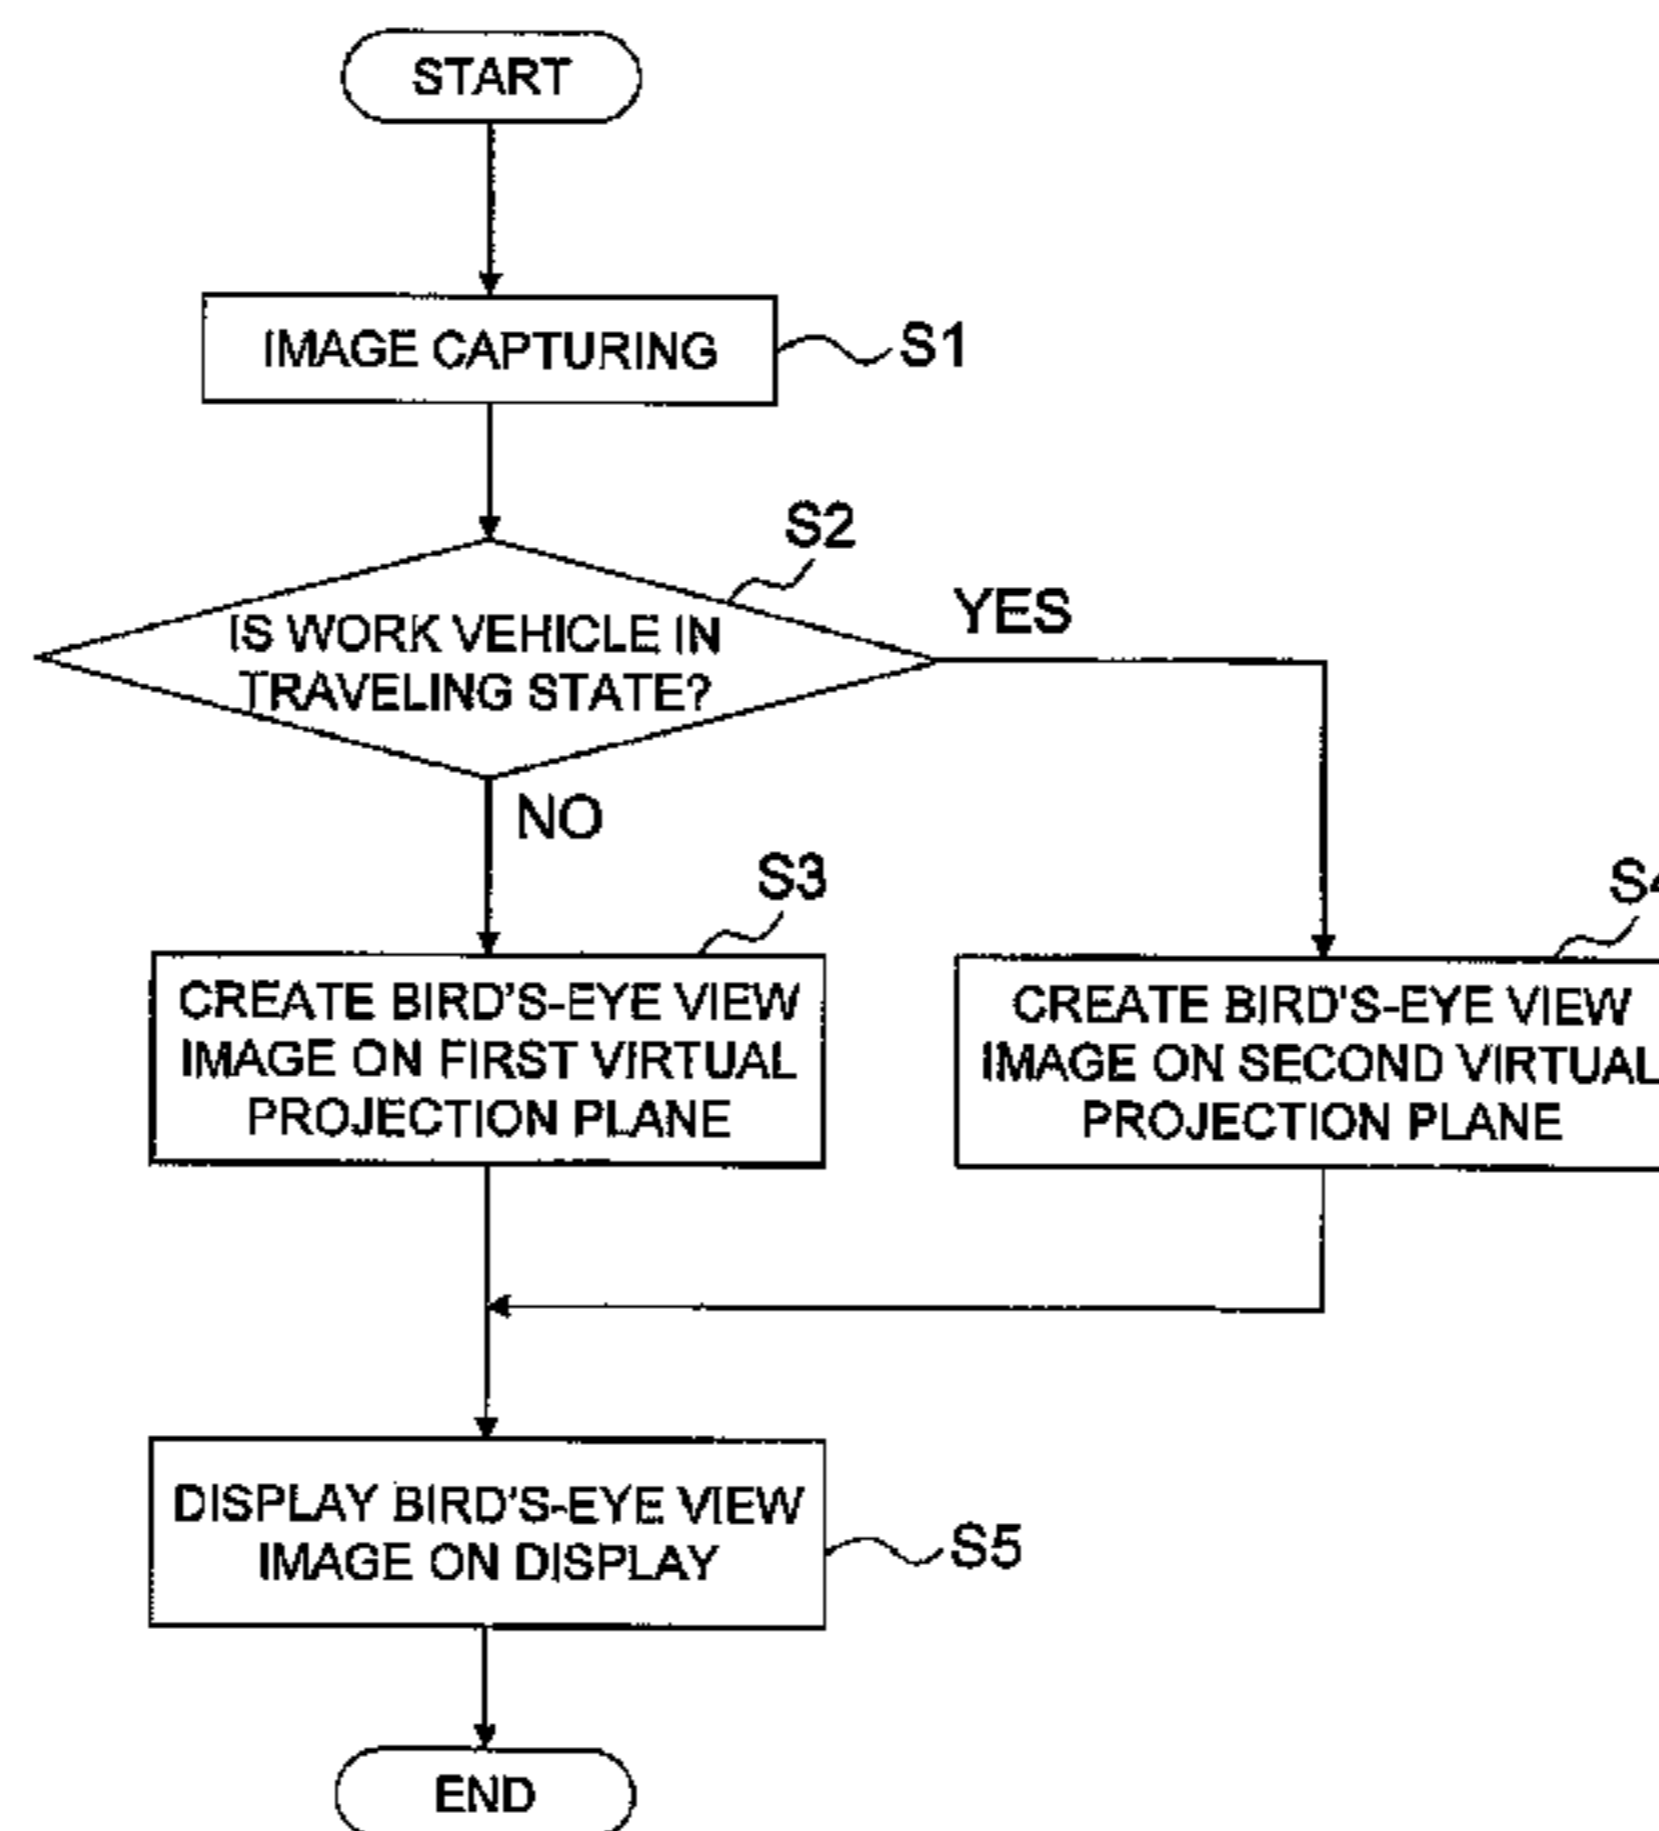 START
IMAGE CAPTURING
S1
S2
IS WORK VEHICLE IN
TRAVELING STATE?
YES
NO
S3
CREATE BIRD'S-EYE VIEW
IMAGE ON FIRST VIRTUAL
PROJECTION PLANE
S4
CREATE BIRD'S-EYE VIEW
IMAGE ON SECOND VIRTUAL
PROJECTION PLANE
DISPLAY BIRD'S-EYE VIEW
IMAGE ON DISPLAY
S5
END